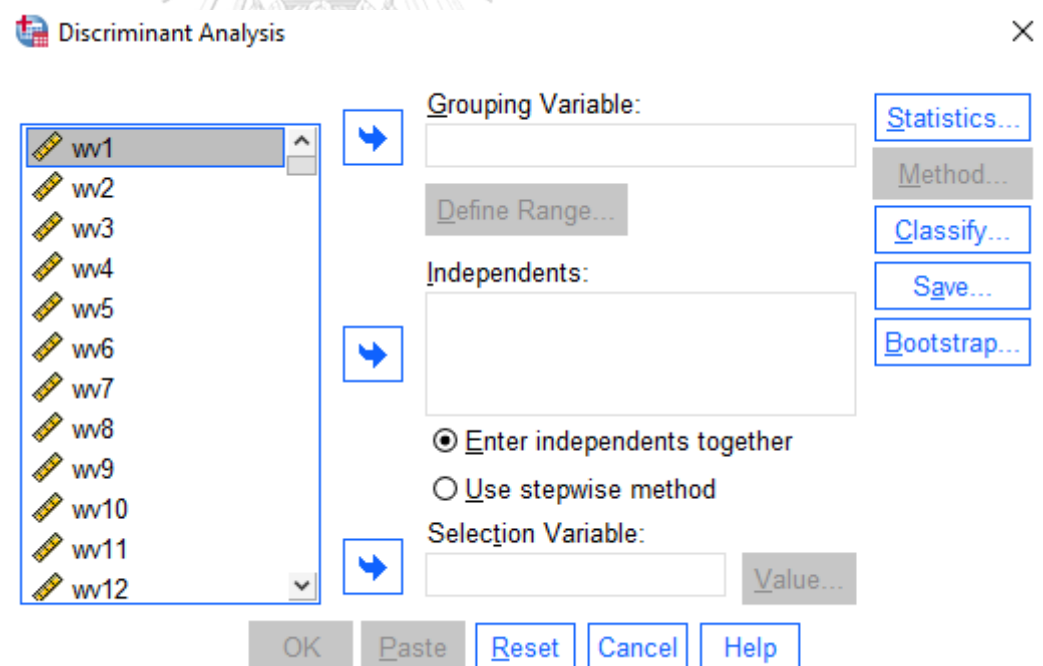 Discriminant Analysis
wv1
wv2
wv3
wv4
wv5
wv6
wv7
wv8
wv9
wv10
wv11
wv12
Grouping Variable:
Define Range...
Independents:
Enter independents together
Use stepwise method
Selection Variable:
Value...
Statistics...
Method...
Classify...
Save...
Bootstrap...
OK Paste Reset Cancel Help